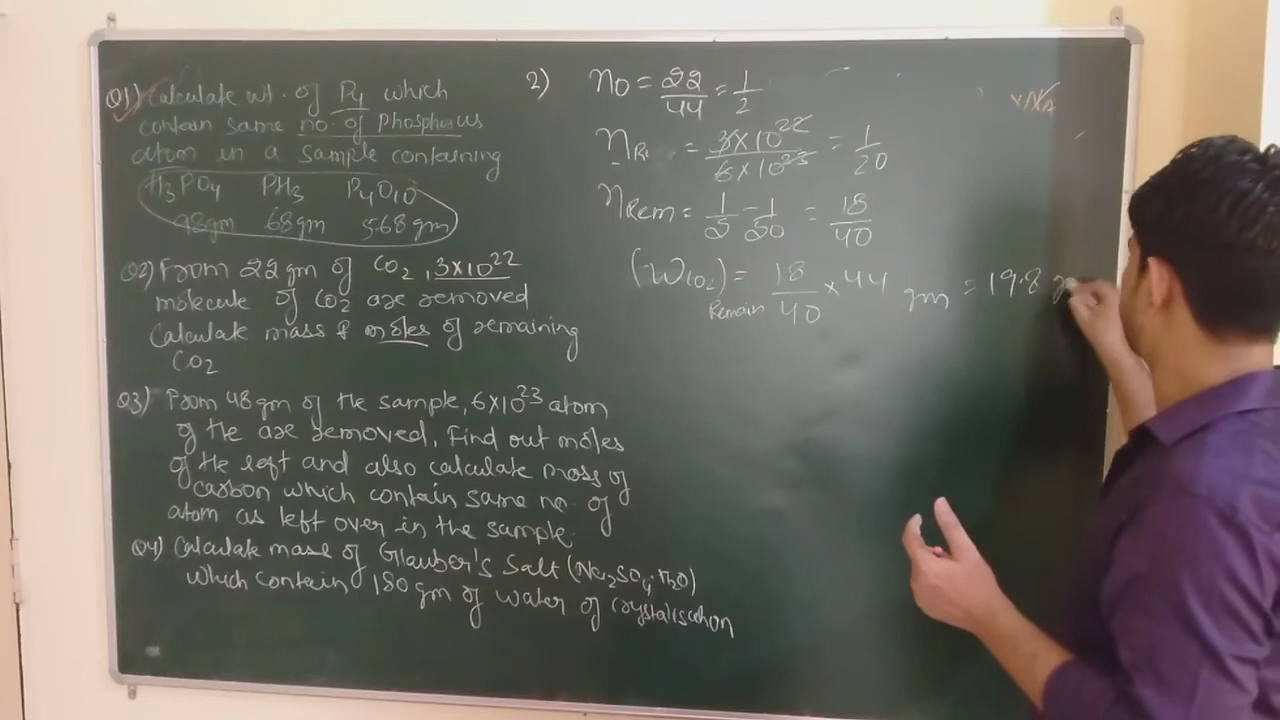 Q1) Calculate wt. of P4 which
contain same no. of Phosphorus
atom in a sample containing
H3PO4 PH3 P4O10
98gm 68gm 568gm
Q2) From 22 gm of CO2, 3×10^22
molecule of CO2 are removed
Calculate mass & moles of remaining
CO2
Q3) From 48 gm of He sample, 6×10^23 atom
of He are removed. Find out moles
of He left and also calculate mass of
carbon which contain same no. of
atom as left over in the sample.
Q4) Calculate mass of Glauber's Salt (Na2SO4.H2O)
which contain 180 gm of water of crystalisation
2) nO = 22/44 = 1/2
nRe = 3×10^22/6×10^23 = 1/20
nRem = 1/2 - 1/20 = 18/40
(WCO2) Remain = 18/40 × 44 gm = 19.8